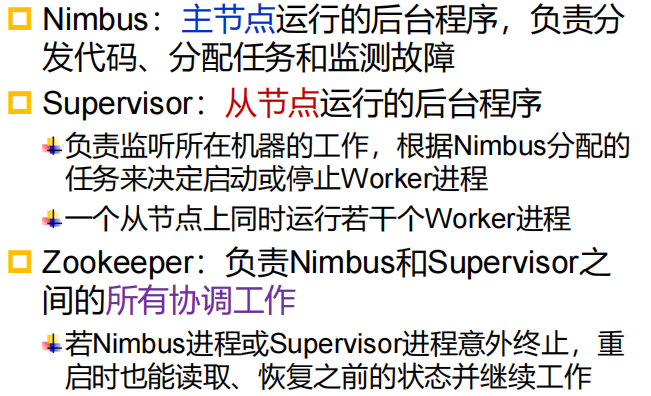 Nimbus：主节点运行的后台程序，负责分
发代码、分配任务和监测故障
Supervisor：从节点运行的后台程序
负责监听所在机器的工作，根据Nimbus分配的
任务来决定启动或停止Worker进程
一个从节点上同时运行若干个Worker进程
Zookeeper：负责Nimbus和Supervisor之
间的所有协调工作
若Nimbus进程或Supervisor进程意外终止，重
启时也能读取、恢复之前的状态并继续工作